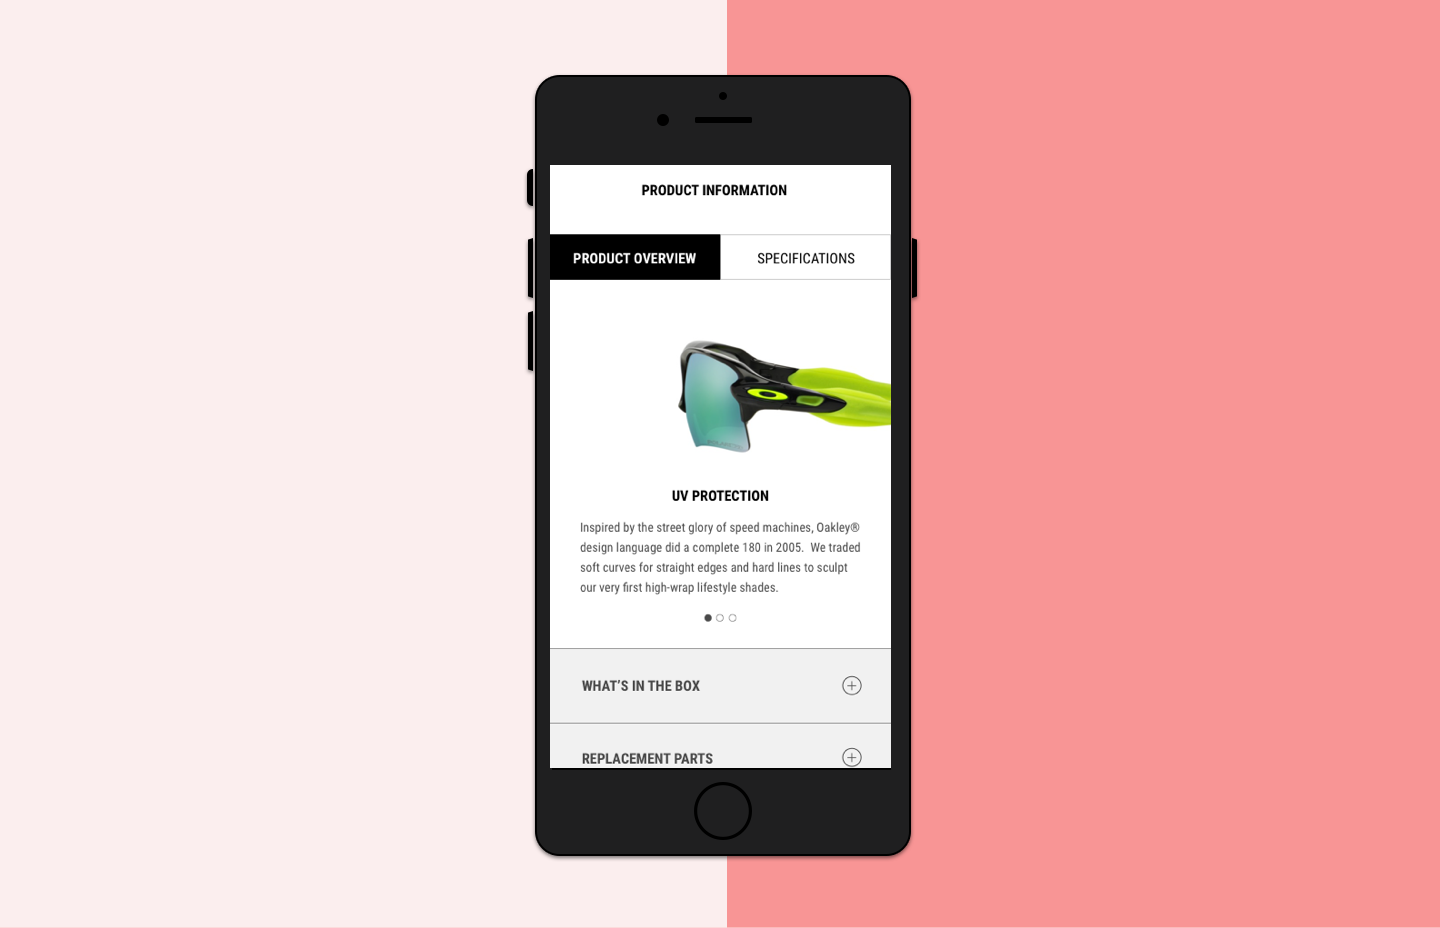 PRODUCT INFORMATION
PRODUCT OVERVIEW
SPECIFICATIONS
UV PROTECTION
Inspired by the street glory of speed machines, Oakley®
design language did a complete 180 in 2005.  We traded
soft curves for straight edges and hard lines to sculpt
our very first high-wrap lifestyle shades.
WHAT’S IN THE BOX
REPLACEMENT PARTS